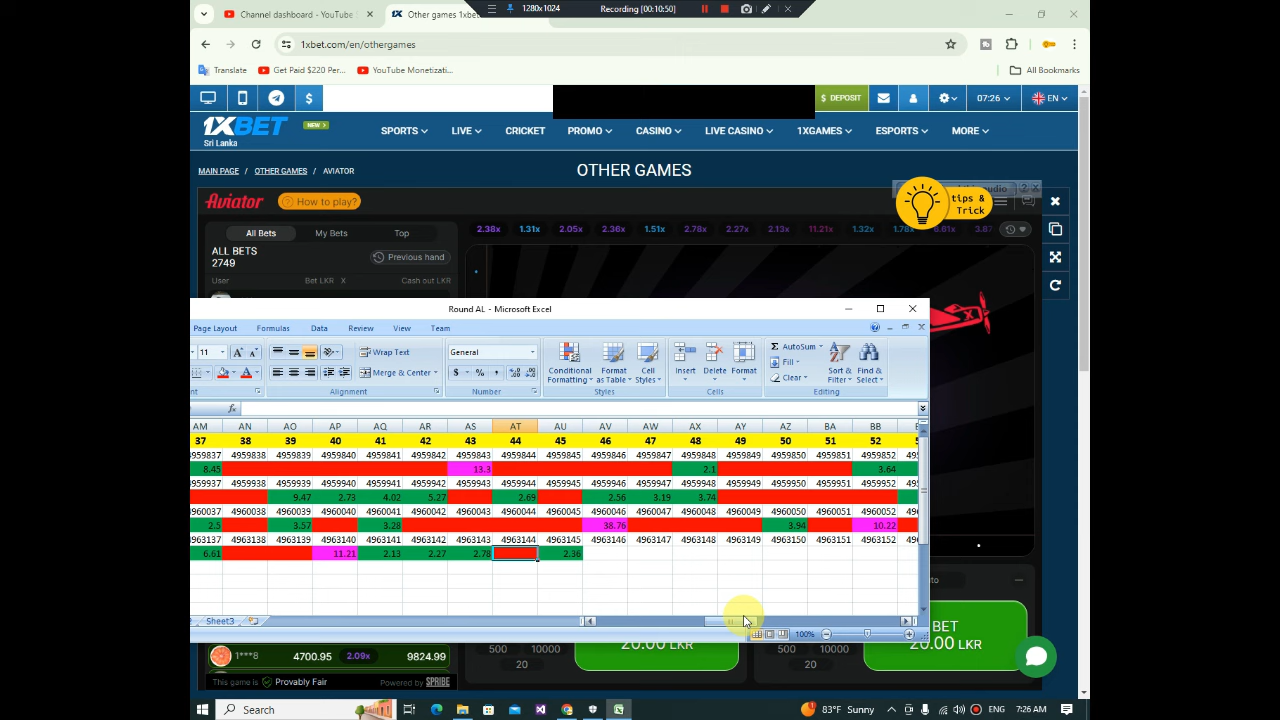 1280x1024 Recording [00:10:50]
Channel dashboard - YouTube Other games 1xbet
1xbet.com/en/othergames
Translate Get Paid $220 Per... YouTube Monetizati... All Bookmarks
$ $ DEPOSIT 07:26 EN
1XBET NEW >
Sri Lanka
SPORTS LIVE CRICKET PROMO CASINO LIVE CASINO 1XGAMES ESPORTS MORE
MAIN PAGE / OTHER GAMES / AVIATOR
OTHER GAMES
Aviator ? How to play?
tips &
Trick
All Bets My Bets Top
2.38x 1.31x 2.05x 2.36x 1.51x 2.78x 2.27x 2.13x 11.21x 1.32x
ALL BETS
2749
Previous hand
User Bet LKR X Cash out LKR
Round AL - Microsoft Excel
Page Layout Formulas Data Review View Team
11 A A Wrap Text General AutoSum
Merge & Center $ % , Fill
Clear
Conditional Formatting Format as Table Cell Styles Insert Delete Format Sort & Filter Find & Select
Alignment Number Styles Cells Editing
fx
AM AN AO AP AQ AR AS AT AU AV AW AX AY AZ BA BB
37 38 39 40 41 42 43 44 45 46 47 48 49 50 51 52
4959837 4959838 4959839 4959840 4959841 4959842 4959843 4959844 4959845 4959846 4959847 4959848 4959849 4959850 4959851 4959852
8.45 13.3 2.1 3.64
4959937 4959938 4959939 4959940 4959941 4959942 4959943 4959944 4959945 4959946 4959947 4959948 4959949 4959950 4959951 4959952
9.47 2.73 4.02 5.27 2.69 2.56 3.19 3.74
4960037 4960038 4960039 4960040 4960041 4960042 4960043 4960044 4960045 4960046 4960047 4960048 4960049 4960050 4960051 4960052
2.5 3.57 3.28 38.76 3.94 10.22
4963137 4963138 4963139 4963140 4963141 4963142 4963143 4963144 4963145 4963146 4963147 4963148 4963149 4963150 4963151 4963152
6.61 11.21 2.13 2.27 2.78 2.36
Sheet3
100%
BET
20.00 LKR 20.00 LKR
500 10000 500 10000
20 20
1***8 4700.95 2.09x 9824.99
This game is Provably Fair Powered by SPRIBE
Search
83°F Sunny ENG 7:26 AM